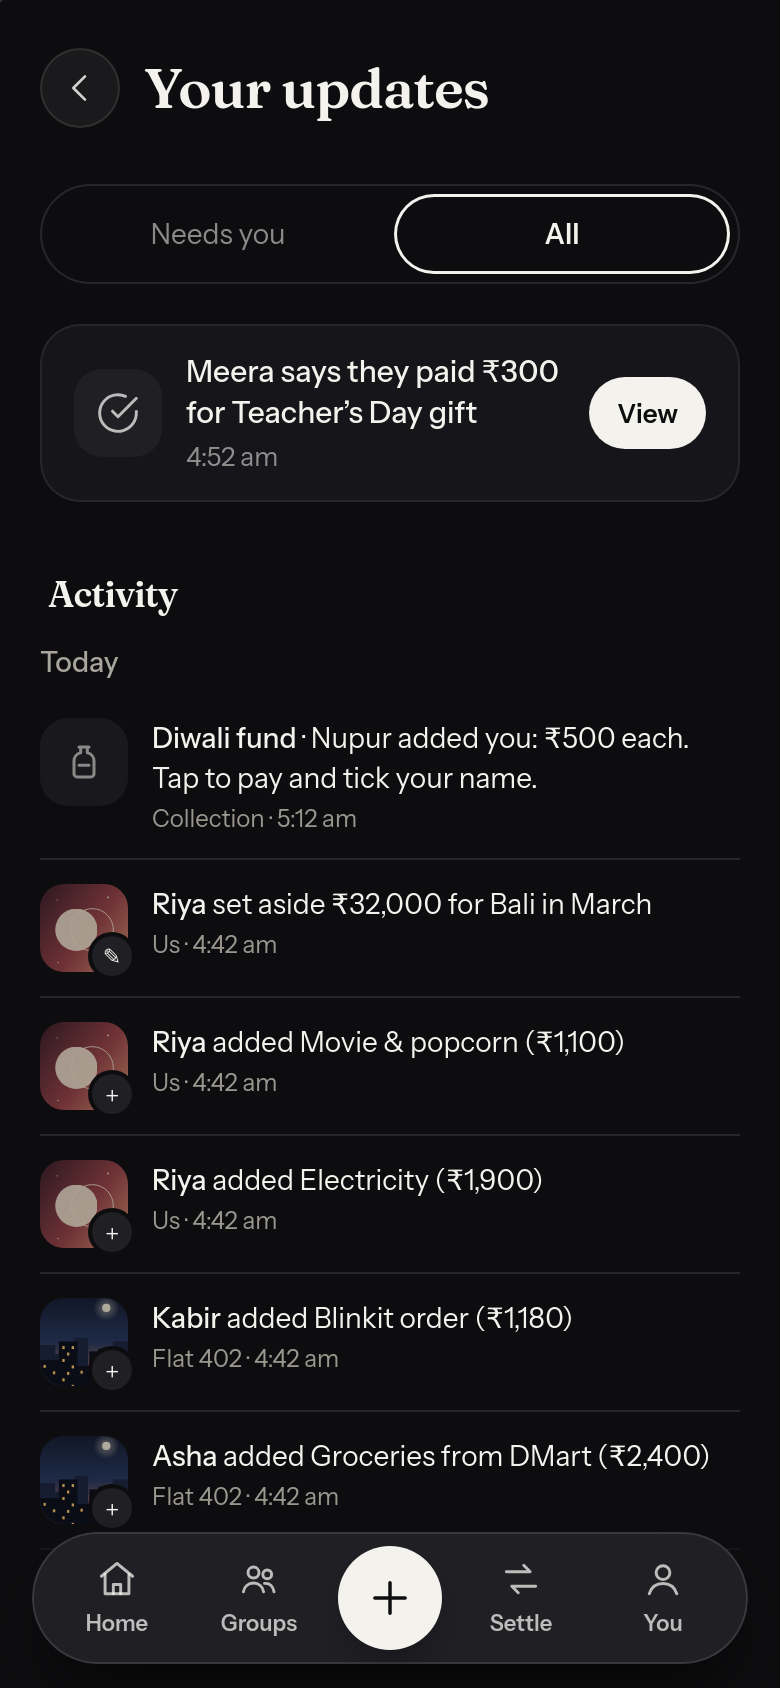 Your updates
Needs you
All
Meera says they paid ₹300
for Teacher’s Day gift
4:52 am
View
Activity
Today
Diwali fund · Nupur added you: ₹500 each.
Tap to pay and tick your name.
Collection · 5:12 am
Riya set aside ₹32,000 for Bali in March
Us · 4:42 am
Riya added Movie & popcorn (₹1,100)
Us · 4:42 am
Riya added Electricity (₹1,900)
Us · 4:42 am
Kabir added Blinkit order (₹1,180)
Flat 402 · 4:42 am
Asha added Groceries from DMart (₹2,400)
Flat 402 · 4:42 am
Home
Groups
Settle
You